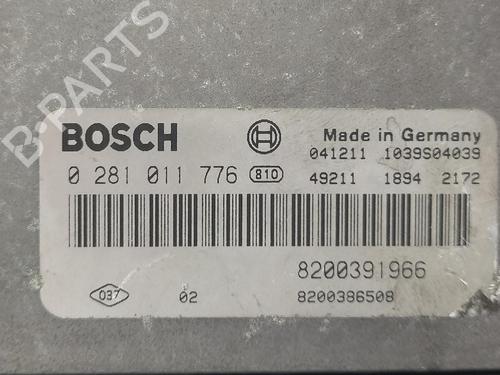 B-PARTS
BOSCH
Made in Germany
041211 1039S04039
0 281 011 776 810
49211 1894 2172
8200391966
037 02 8200386508